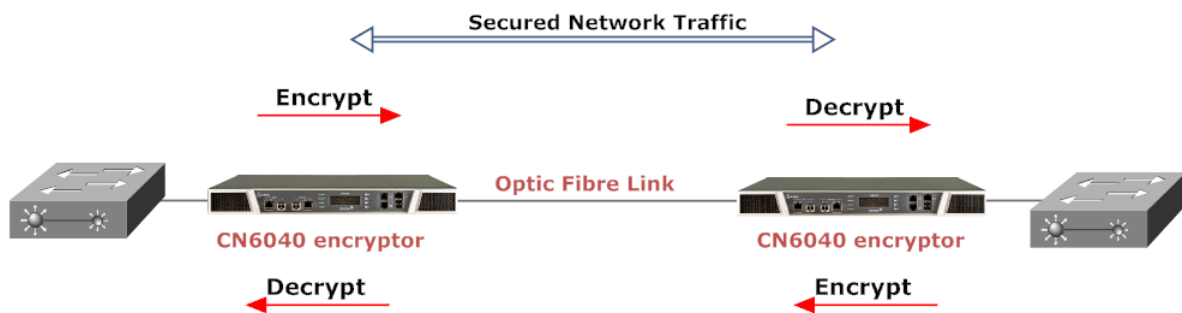 Secured Network Traffic
Encrypt
Decrypt
Optic Fibre Link
CN6040 encryptor
CN6040 encryptor
Decrypt
Encrypt